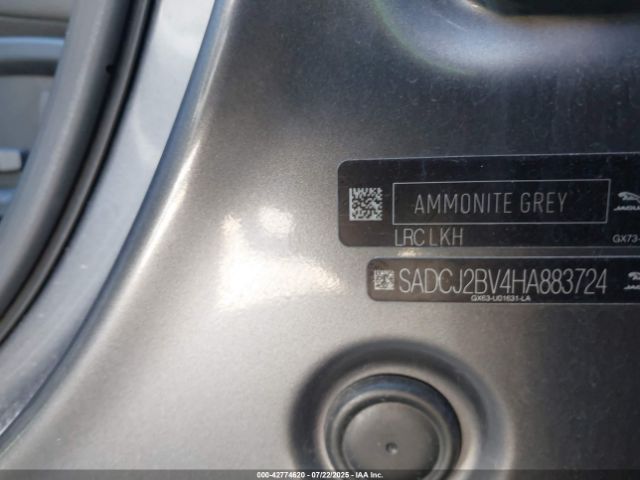 AMMONITE GREY
LRC LKH
GX73-
SADCJ2BV4HA883724
GX63-U01631-LA
000-42774620 07/22/2025 IAA, Inc.